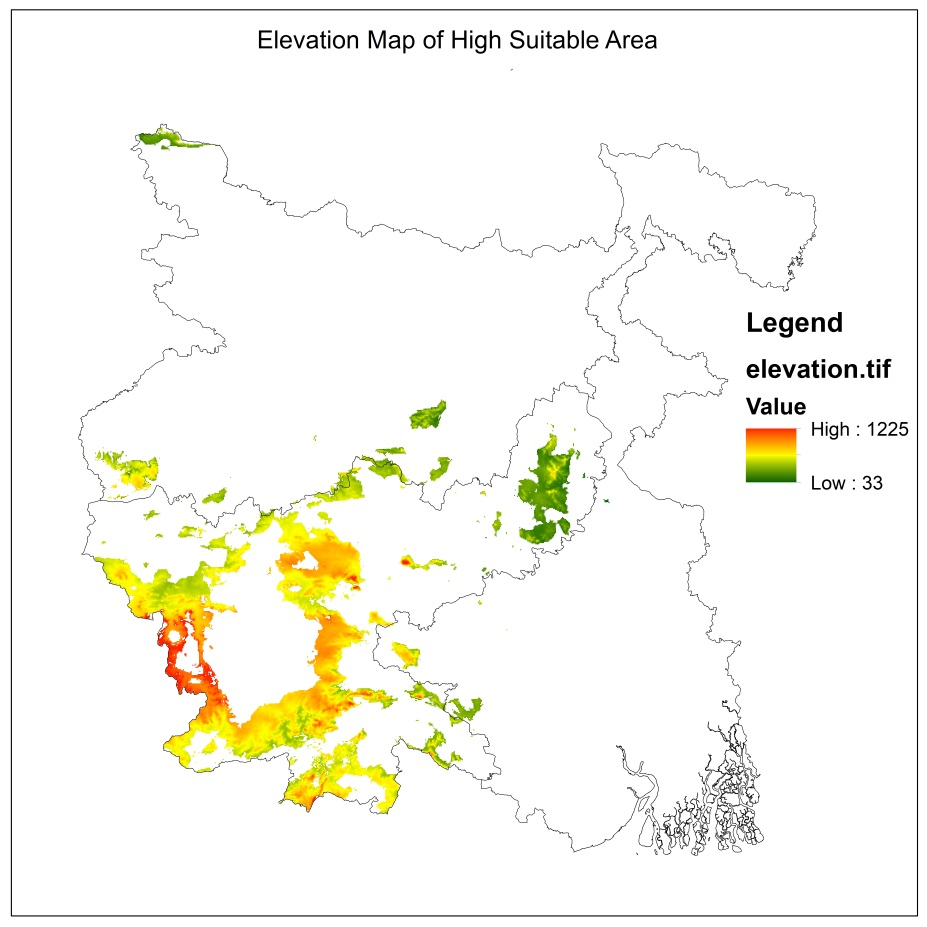 Elevation Map of High Suitable Area
Legend
elevation.tif
Value
High : 1225
Low : 33